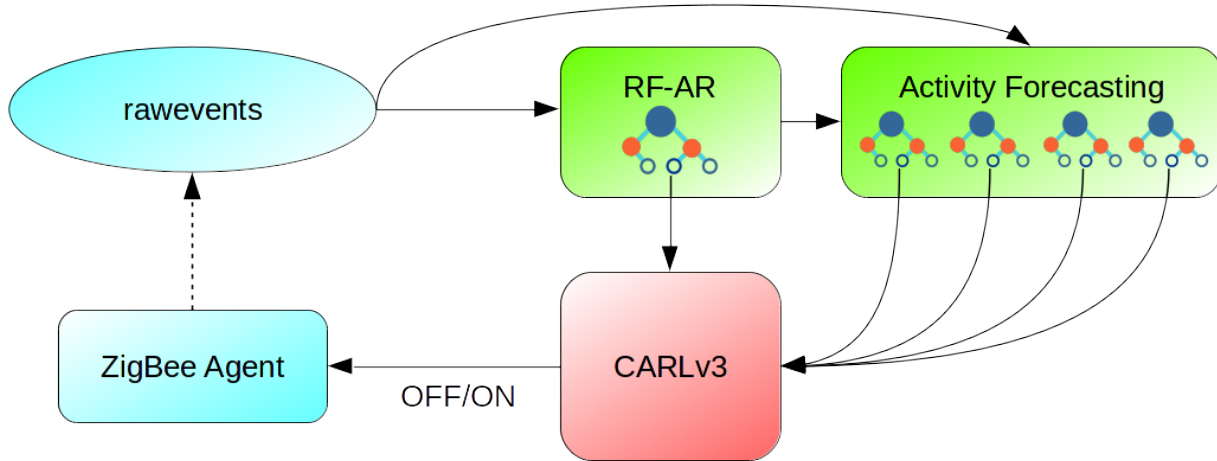 rawevents
RF-AR
Activity Forecasting
ZigBee Agent
OFF/ON
CARLv3